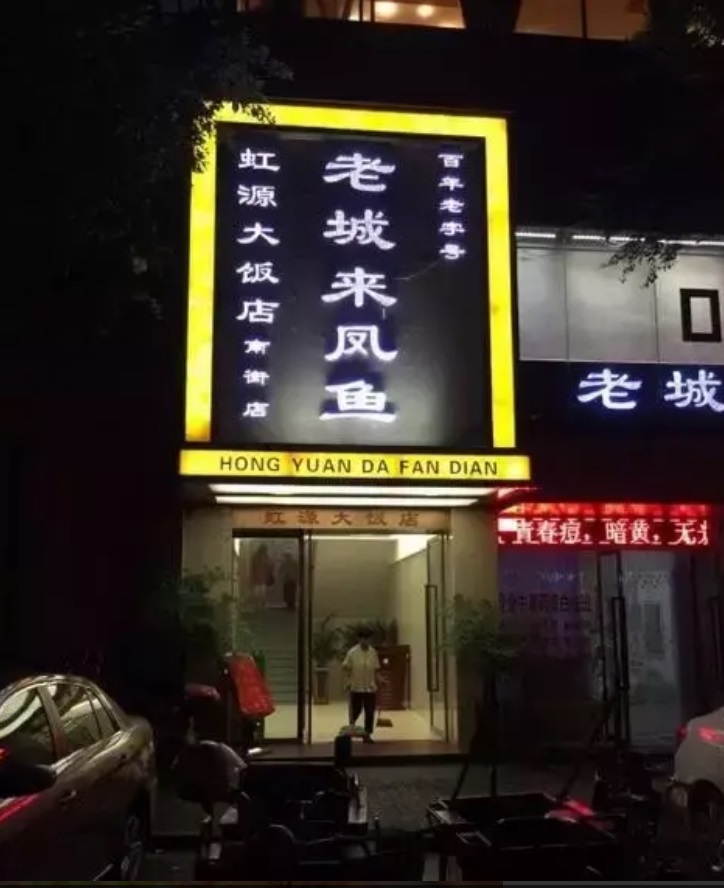 百年老字号
老城来凤鱼
虹源大饭店南街店
HONG YUAN DA FAN DIAN
虹源大饭店
老城
青春痘，暗黄，无